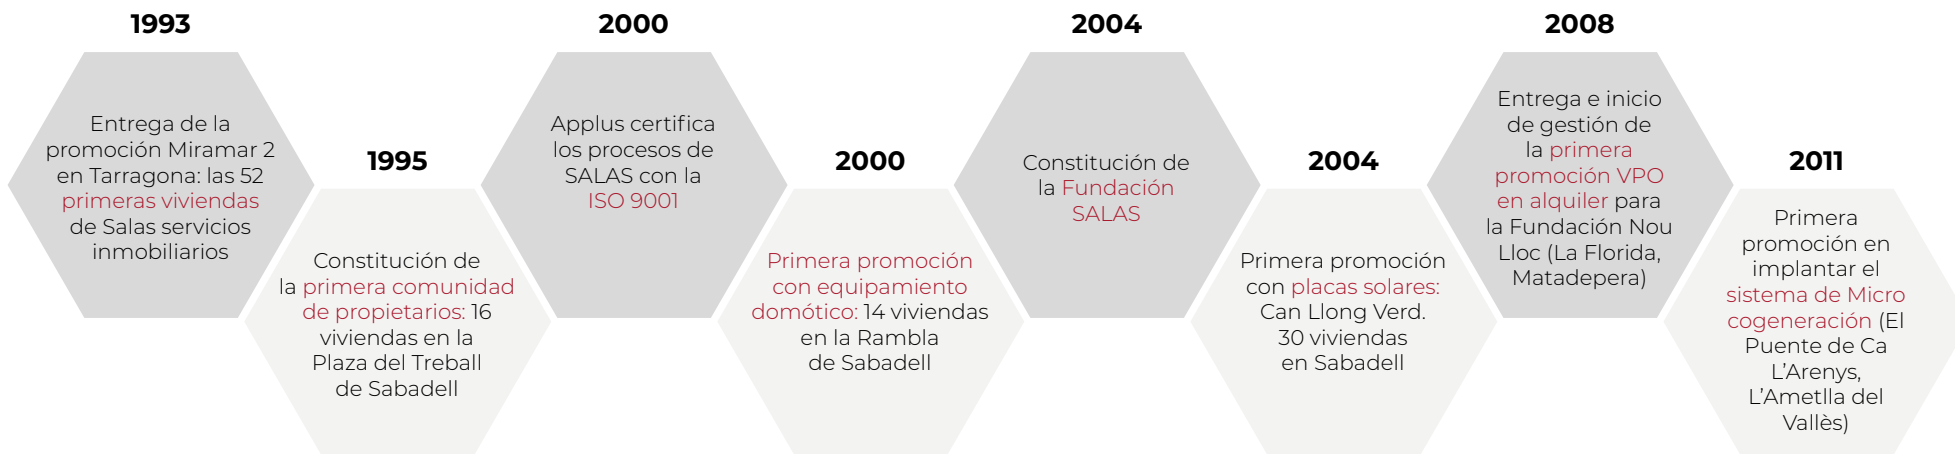 1993
Entrega de la
promoción Miramar 2
en Tarragona: las 52
primeras viviendas
de Salas servicios
inmobiliarios
1995
Constitución de
la primera comunidad
de propietarios: 16
viviendas en la
Plaza del Treball
de Sabadell
2000
Applus certifica
los procesos de
SALAS con la
ISO 9001
2000
Primera promoción
con equipamiento
domótico: 14 viviendas
en la Rambla
de Sabadell
2004
Constitución de
la Fundación
SALAS
2004
Primera promoción
con placas solares:
Can Llong Verd.
30 viviendas
en Sabadell
2008
Entrega e inicio
de gestión de
la primera
promoción VPO
en alquiler para
la Fundación Nou
Lloc (La Florida,
Matadepera)
2011
Primera
promoción en
implantar el
sistema de Micro
cogeneración (El
Puente de Ca
L’Arenys,
L’Ametlla del
Vallès)